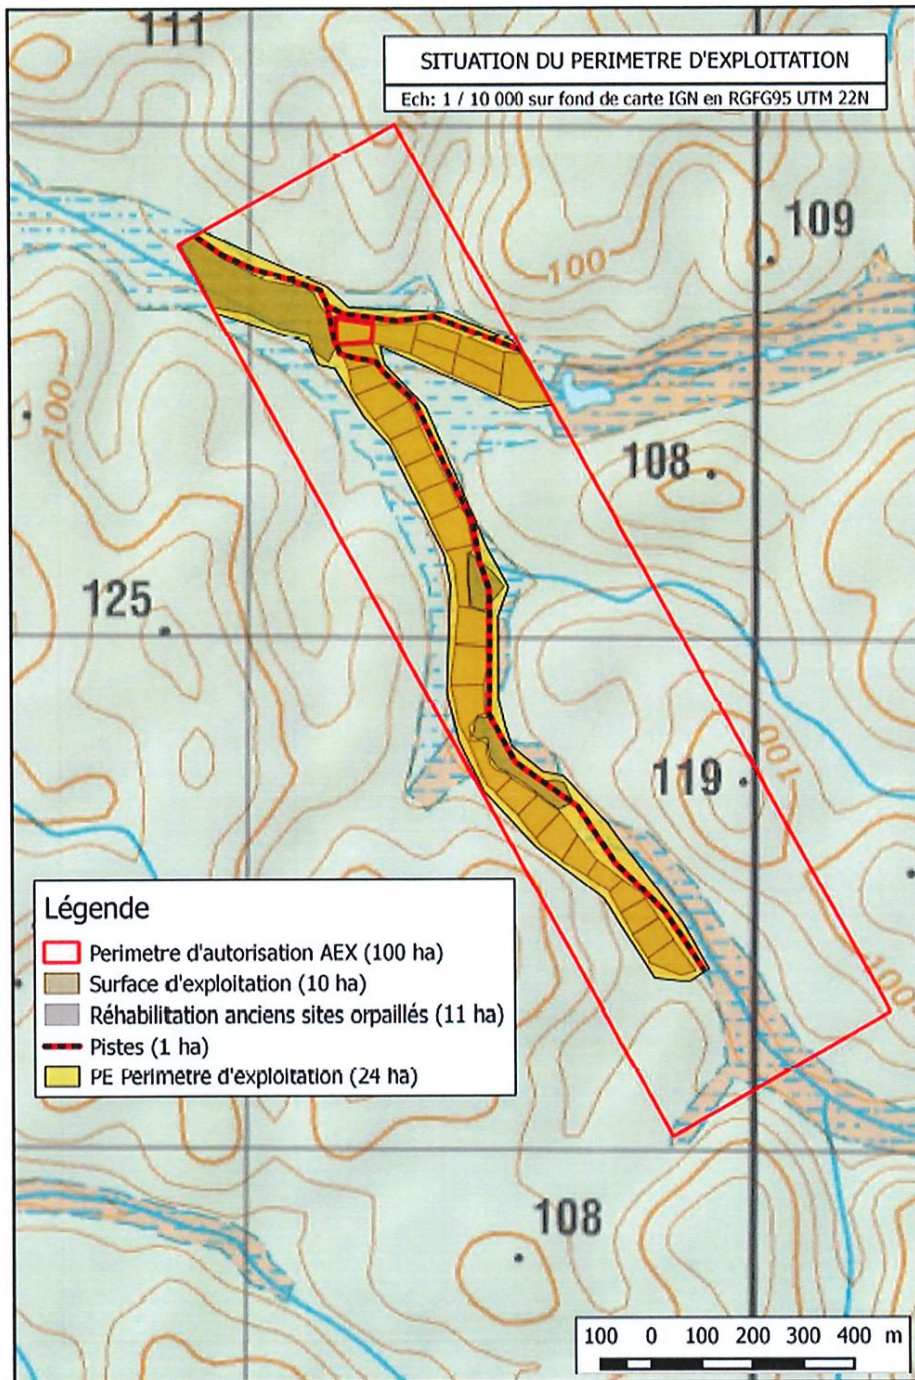 111
SITUATION DU PERIMETRE D'EXPLOITATION
Ech: 1 / 10 000 sur fond de carte IGN en RGFG95 UTM 22N
109
100
100
108
125
119
100
Légende
Perimetre d'autorisation AEX (100 ha)
Surface d'exploitation (10 ha)
Réhabilitation anciens sites orpaillés (11 ha)
Pistes (1 ha)
PE Perimetre d'exploitation (24 ha)
100
108
100 0 100 200 300 400 m